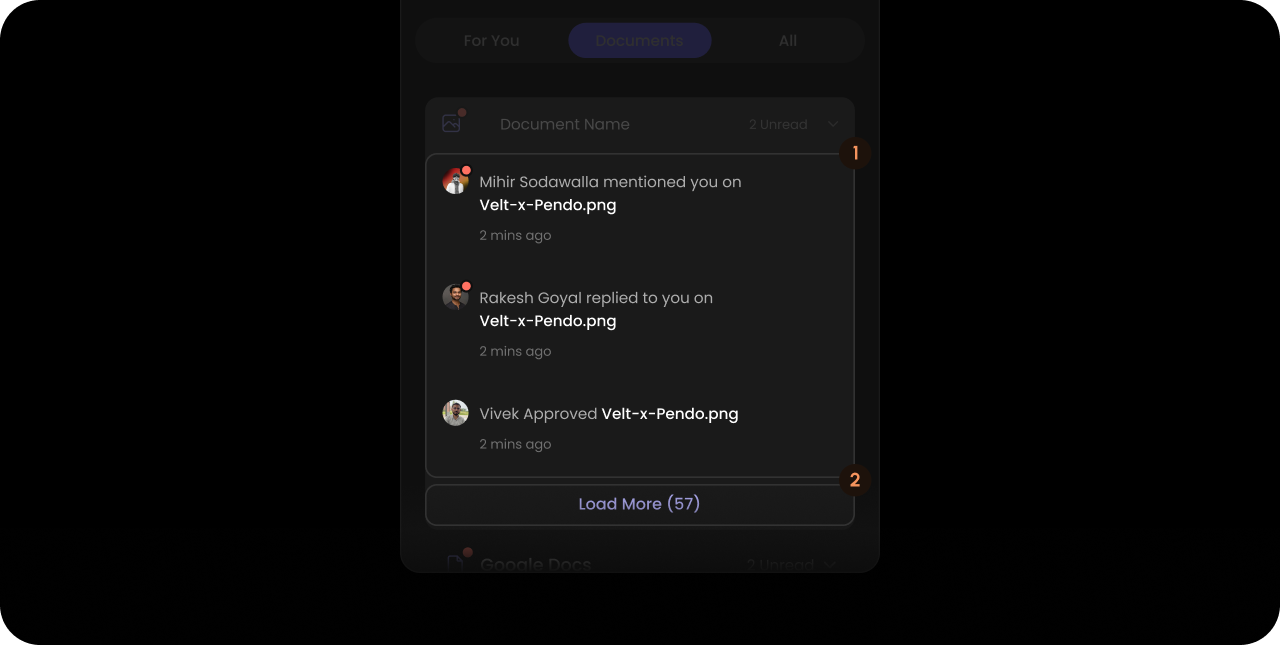 For You
Documents
All
Document Name
2 Unread
1
Mihir Sodawalla mentioned you on
Velt-x-Pendo.png
2 mins ago
Rakesh Goyal replied to you on
Velt-x-Pendo.png
2 mins ago
Vivek Approved Velt-x-Pendo.png
2 mins ago
2
Load More (57)
Google Docs
2 Unread